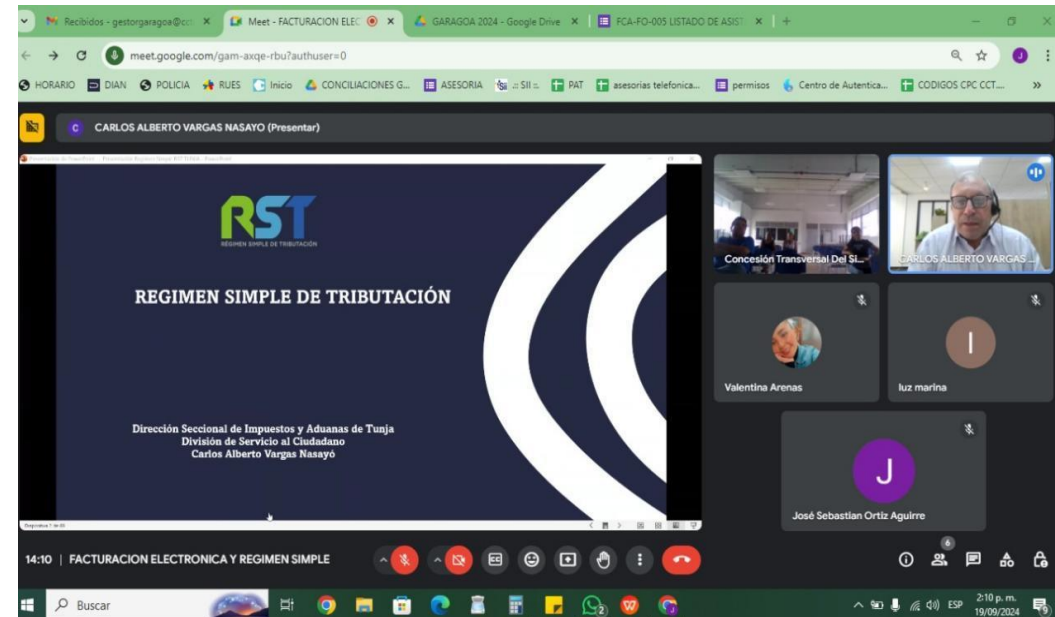 Recibidos - gestorgaragoa@cc
Meet - FACTURACION ELEC
GARAGOA 2024 - Google Drive
FCA-FO-005 LISTADO DE ASIST
meet.google.com/gam-axqe-rbu?authuser=0
J
HORARIO
DIAN
POLICIA
RUES
Inicio
CONCILIACIONES G...
ASESORIA
.:: SII ::.
PAT
asesorias telefonica...
permisos
Centro de Autentica...
CODIGOS CPC CCT....
C
CARLOS ALBERTO VARGAS NASAYO (Presentar)
RST
RÉGIMEN SIMPLE DE TRIBUTACIÓN
REGIMEN SIMPLE DE TRIBUTACIÓN
Dirección Seccional de Impuestos y Aduanas de Tunja
División de Servicio al Ciudadano
Carlos Alberto Vargas Nasayó
Concesión Transversal Del Si...
CARLOS ALBERTO VARGAS ...
Valentina Arenas
I
luz marina
J
José Sebastian Ortiz Aguirre
14:10 | FACTURACION ELECTRONICA Y REGIMEN SIMPLE
CC
6
Buscar
2
ESP
2:10 p. m.
19/09/2024